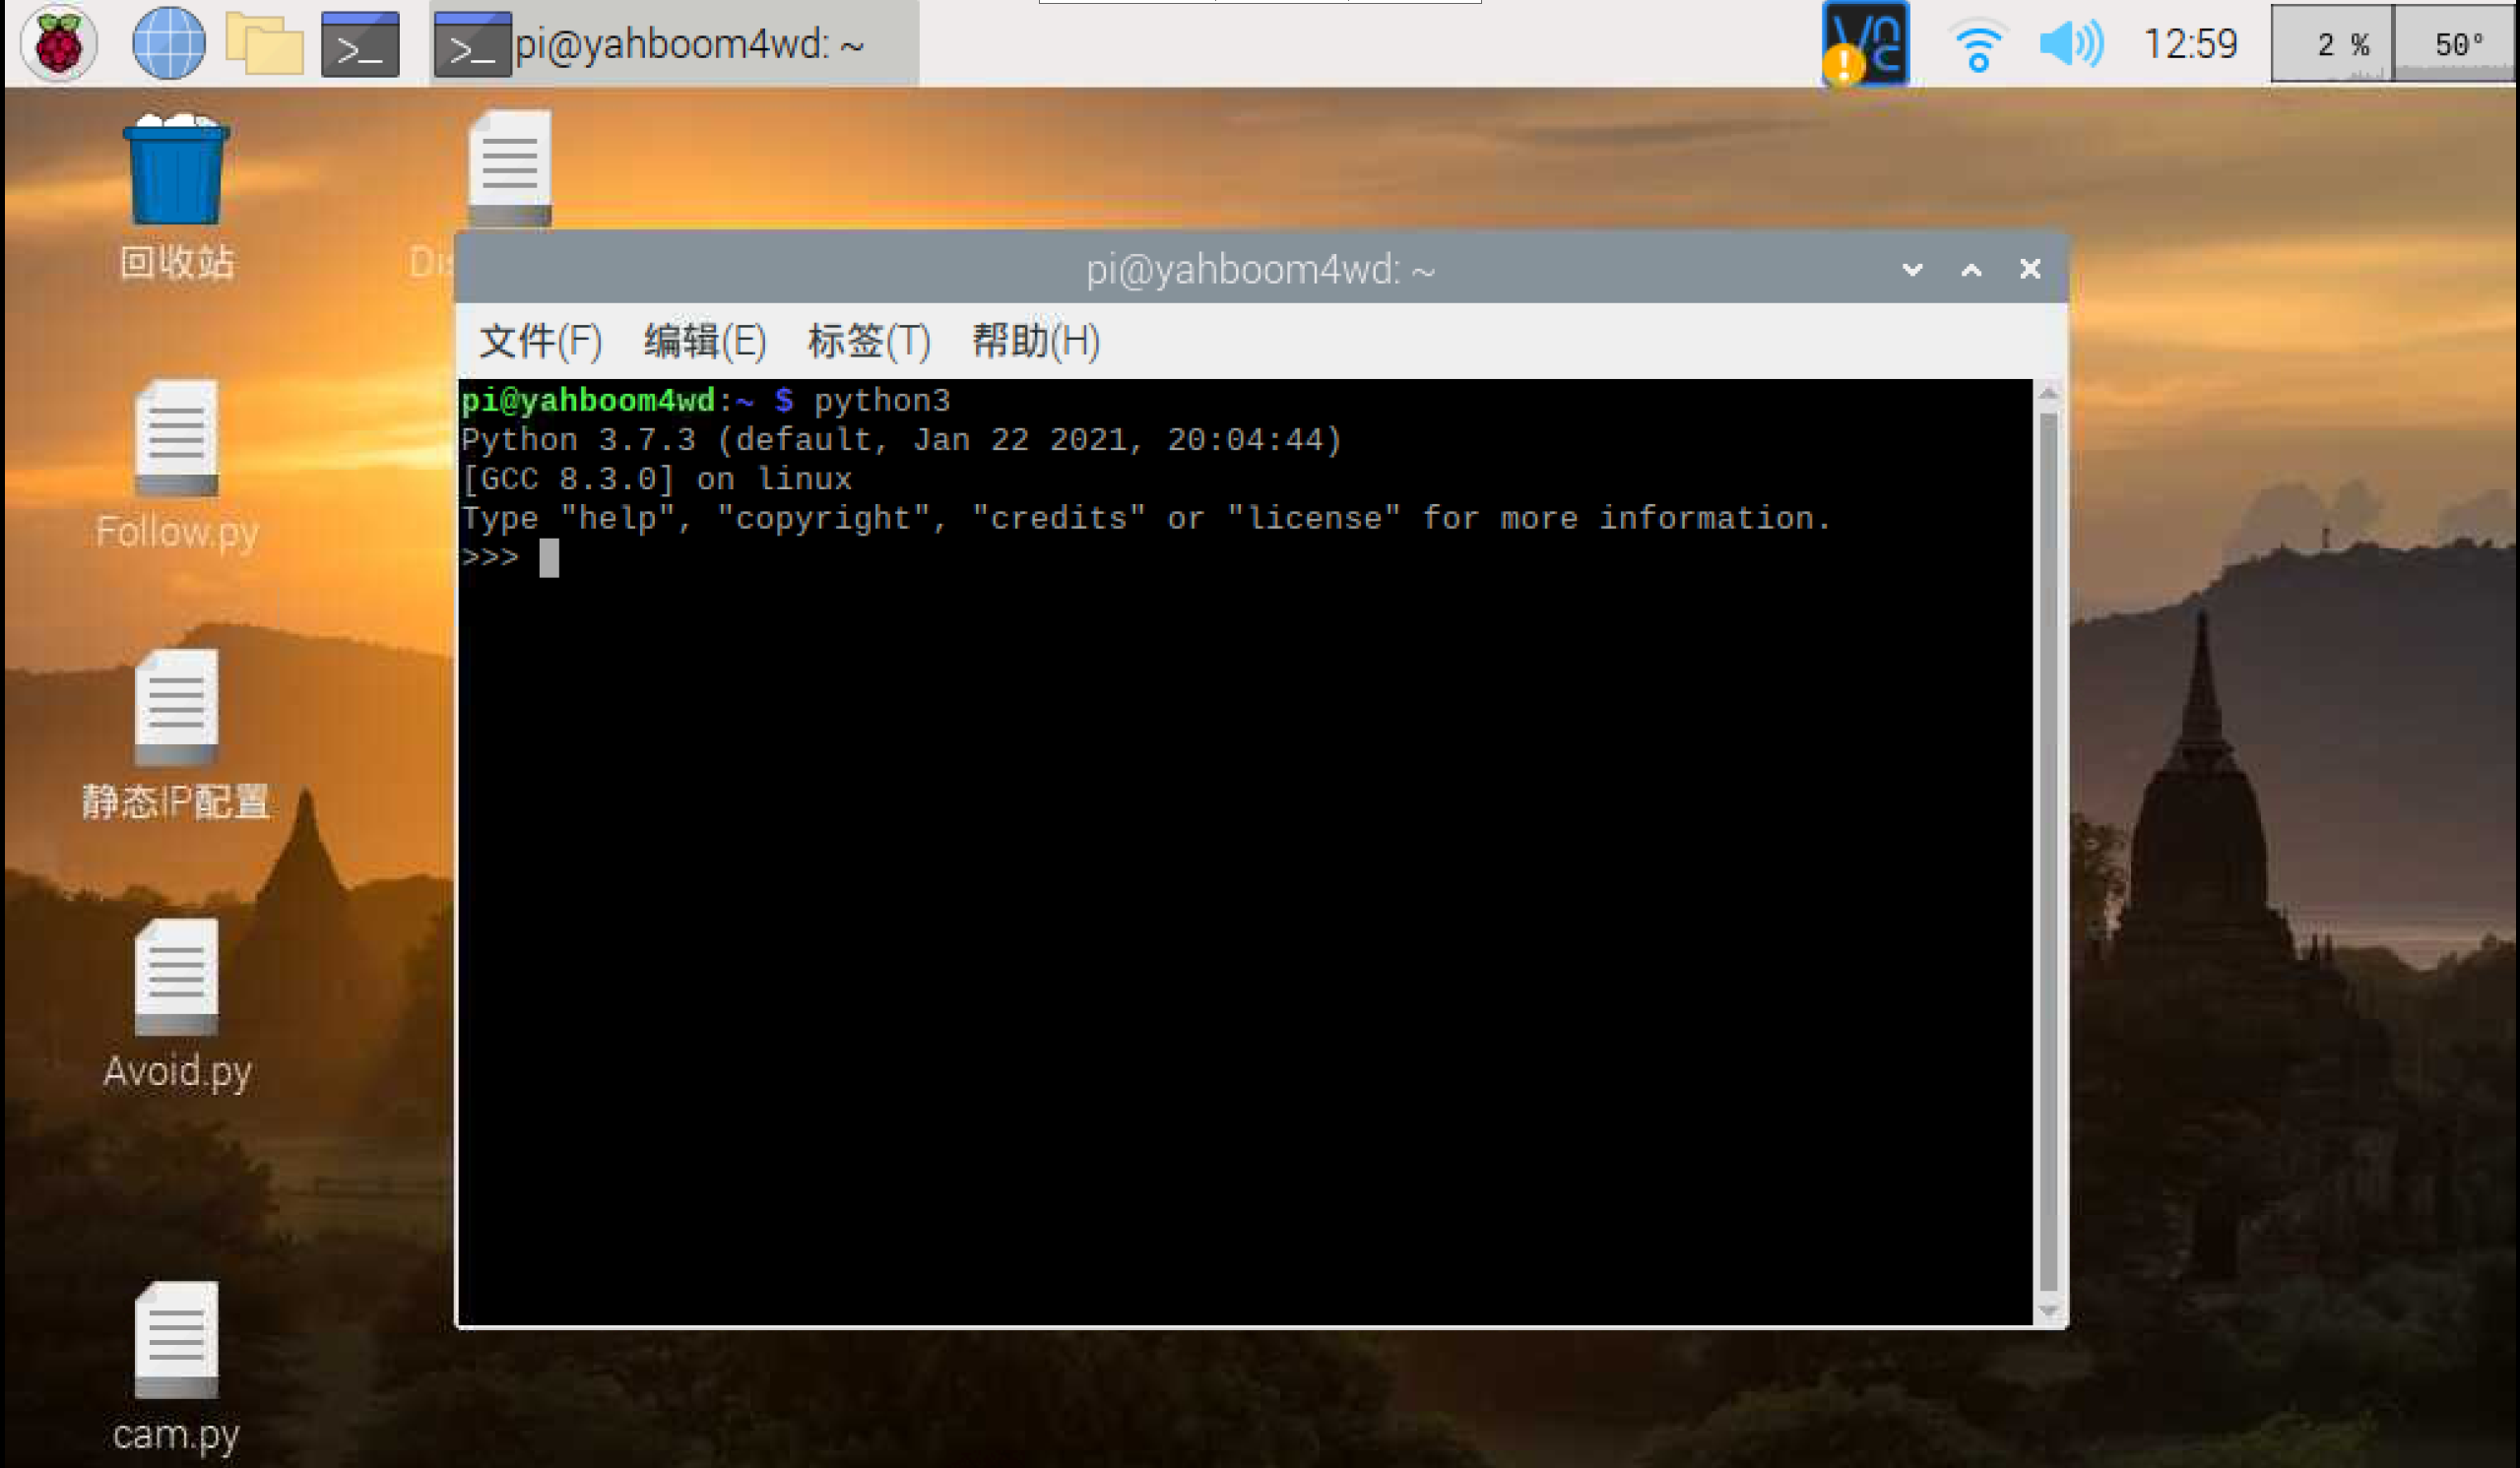 pi@yahboom4wd: ~
VNC
12:59
2 %
50°
回收站
Follow.py
静态IP配置
Avoid.py
cam.py
pi@yahboom4wd: ~
文件(F) 编辑(E) 标签(T) 帮助(H)
pi@yahboom4wd:~ $ python3
Python 3.7.3 (default, Jan 22 2021, 20:04:44)
[GCC 8.3.0] on linux
Type "help", "copyright", "credits" or "license" for more information.
>>>